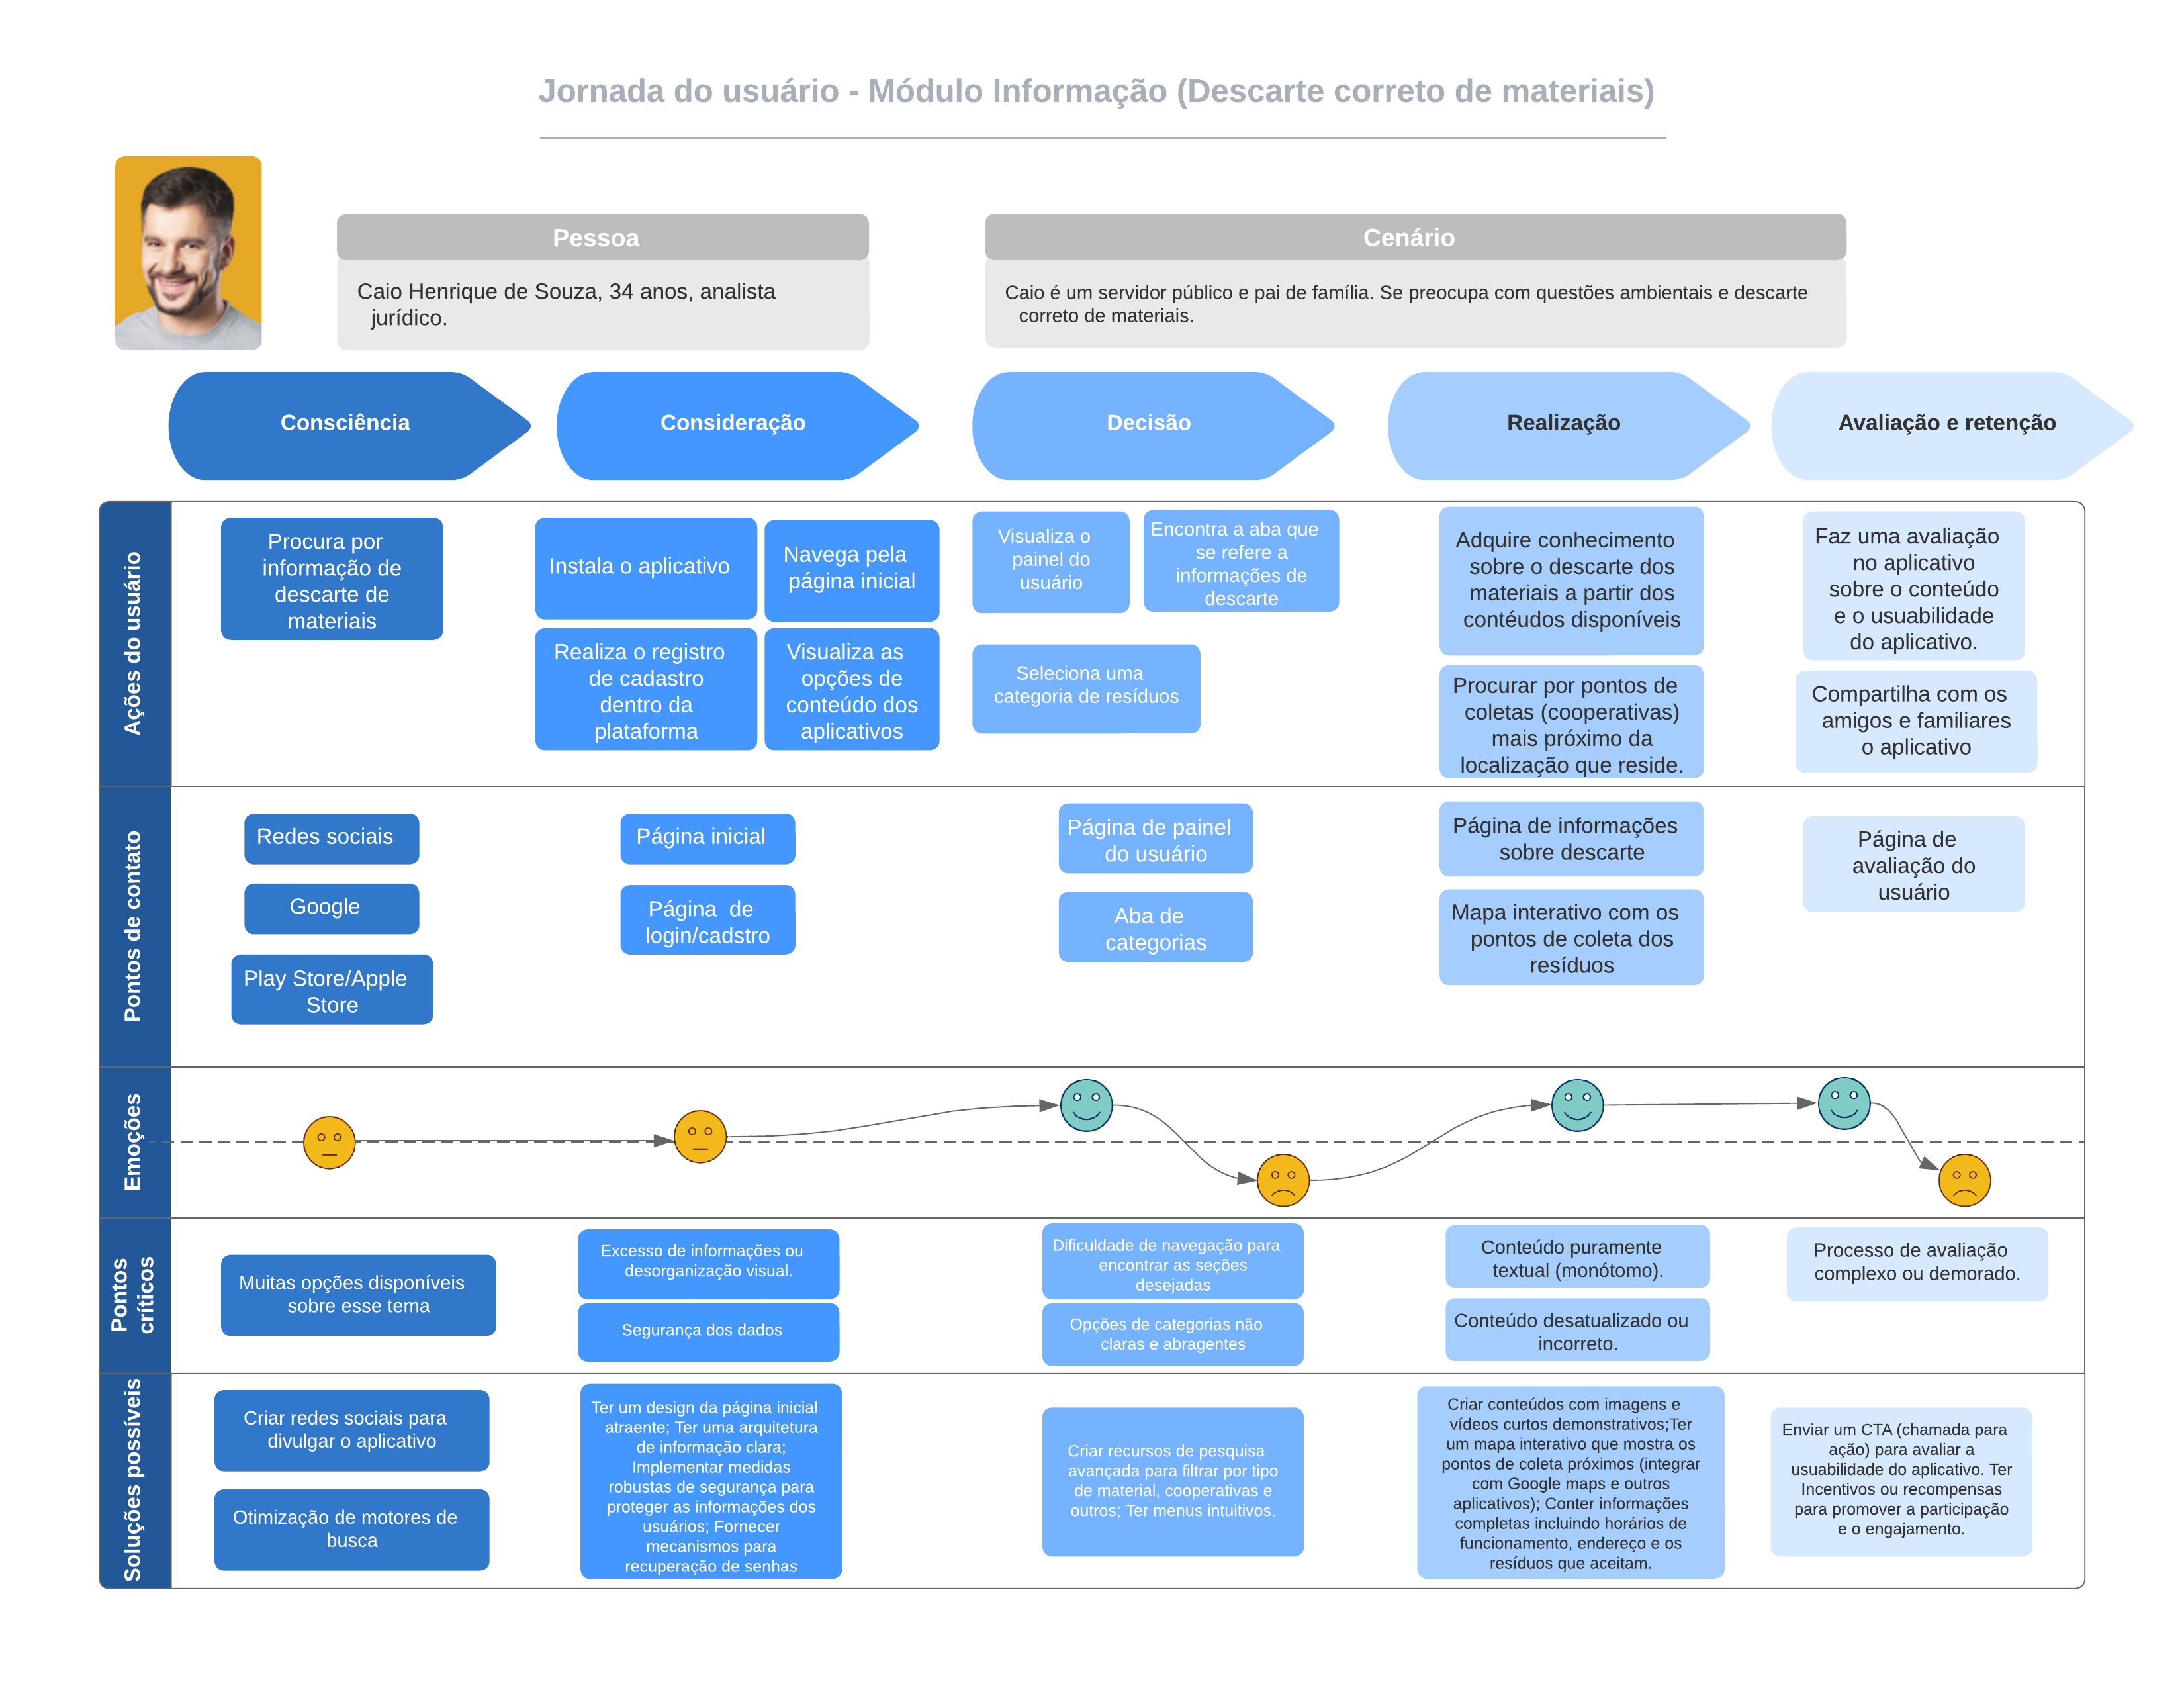 Jornada do usuário - Módulo Informação (Descarte correto de materiais)
Pessoa
Caio Henrique de Souza, 34 anos, analista
jurídico.
Cenário
Caio é um servidor público e pai de família. Se preocupa com questões ambientais e descarte
correto de materiais.
Consciência
Consideração
Decisão
Realização
Avaliação e retenção
Ações do usuário
Procura por
informação de
descarte de
materiais
Instala o aplicativo
Navega pela
página inicial
Realiza o registro
de cadastro
dentro da
plataforma
Visualiza as
opções de
conteúdo dos
aplicativos
Visualiza o
painel do
usuário
Encontra a aba que
se refere a
informações de
descarte
Seleciona uma
categoria de resíduos
Adquire conhecimento
sobre o descarte dos
materiais a partir dos
contéudos disponíveis
Procurar por pontos de
coletas (cooperativas)
mais próximo da
localização que reside.
Faz uma avaliação
no aplicativo
sobre o conteúdo
e o usuabilidade
do aplicativo.
Compartilha com os
amigos e familiares
o aplicativo
Pontos de contato
Redes sociais
Google
Play Store/Apple
Store
Página inicial
Página  de
login/cadstro
Página de painel
do usuário
Aba de
categorias
Página de informações
sobre descarte
Mapa interativo com os
pontos de coleta dos
resíduos
Página de
avaliação do
usuário
Emoções
Pontos
críticos
Muitas opções disponíveis
sobre esse tema
Excesso de informações ou
desorganização visual.
Segurança dos dados
Dificuldade de navegação para
encontrar as seções
desejadas
Opções de categorias não
claras e abragentes
Conteúdo puramente
textual (monótomo).
Conteúdo desatualizado ou
incorreto.
Processo de avaliação
complexo ou demorado.
Soluções possíveis
Criar redes sociais para
divulgar o aplicativo
Otimização de motores de
busca
Ter um design da página inicial
atraente; Ter uma arquitetura
de informação clara;
Implementar medidas
robustas de segurança para
proteger as informações dos
usuários; Fornecer
mecanismos para
recuperação de senhas
Criar recursos de pesquisa
avançada para filtrar por tipo
de material, cooperativas e
outros; Ter menus intuitivos.
Criar conteúdos com imagens e
vídeos curtos demonstrativos;Ter
um mapa interativo que mostra os
pontos de coleta próximos (integrar
com Google maps e outros
aplicativos); Conter informações
completas incluindo horários de
funcionamento, endereço e os
resíduos que aceitam.
Enviar um CTA (chamada para
ação) para avaliar a
usuabilidade do aplicativo. Ter
Incentivos ou recompensas
para promover a participação
e o engajamento.